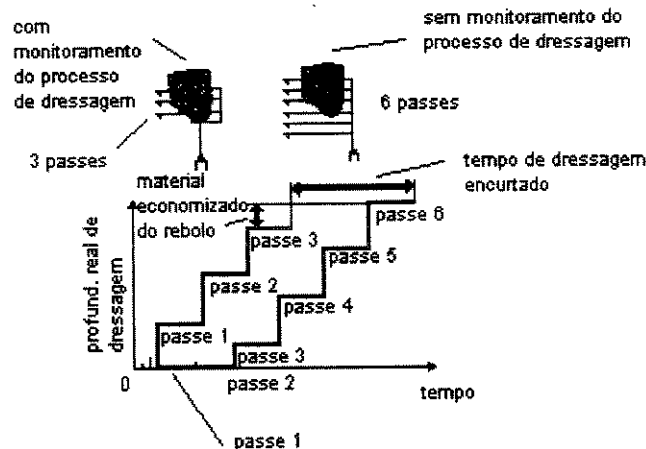 com
monitoramento
do processo
de dressagem
3 passes
sem monitoramento do
processo de dressagem
6 passes
tempo de dressagem
encurtado
material
economizado
do rebolo
profund. real de
dressagem
passe 6
passe 3
passe 5
passe 2
passe 4
passe 1
passe 3
0
passe 2
tempo
passe 1